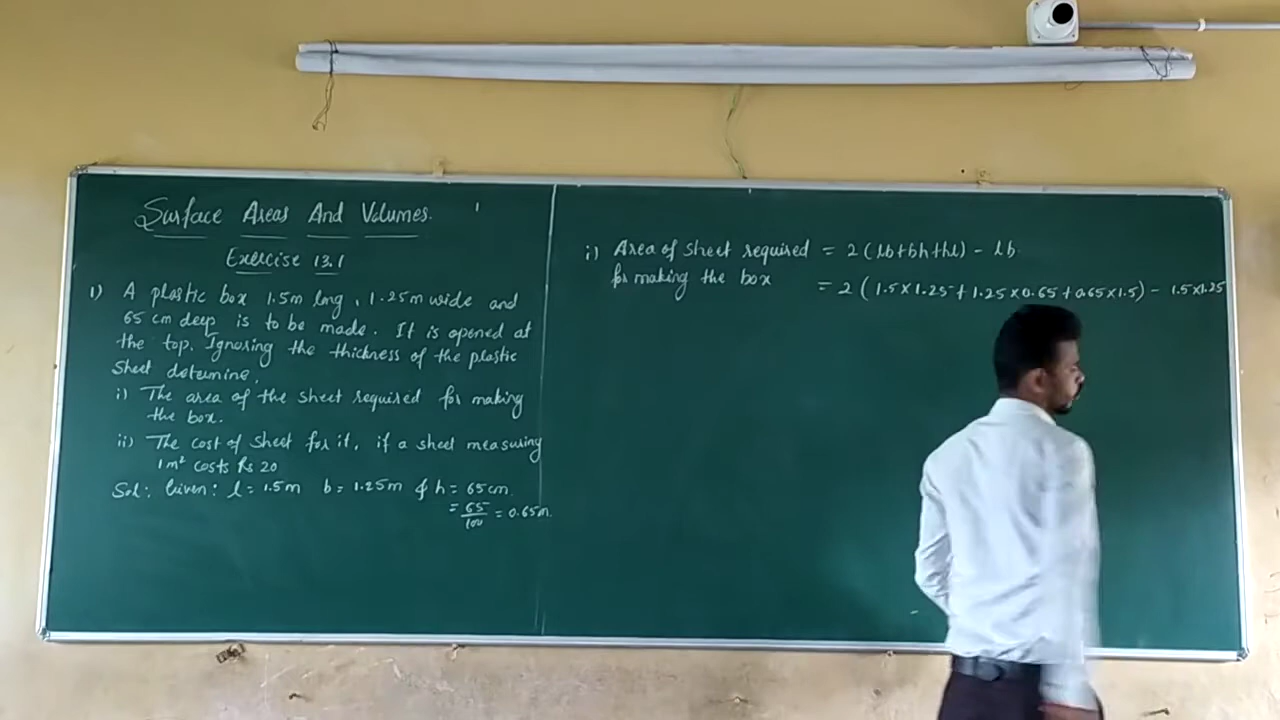 Surface Areas And Volumes.
Exercise 13.1
1) A plastic box 1.5m long, 1.25m wide and
65 cm deep is to be made. It is opened at
the top. Ignoring the thickness of the plastic
sheet determine,
i) The area of the sheet required for making
the box.
ii) The cost of sheet for it, if a sheet measuring
1m² costs Rs 20
Sol: Given: l = 1.5m b = 1.25m & h = 65cm.
= 65/100 = 0.65m.
i) Area of sheet required = 2(lb+bh+hl) - lb.
for making the box = 2(1.5×1.25+1.25×0.65+0.65×1.5) - 1.5×1.25